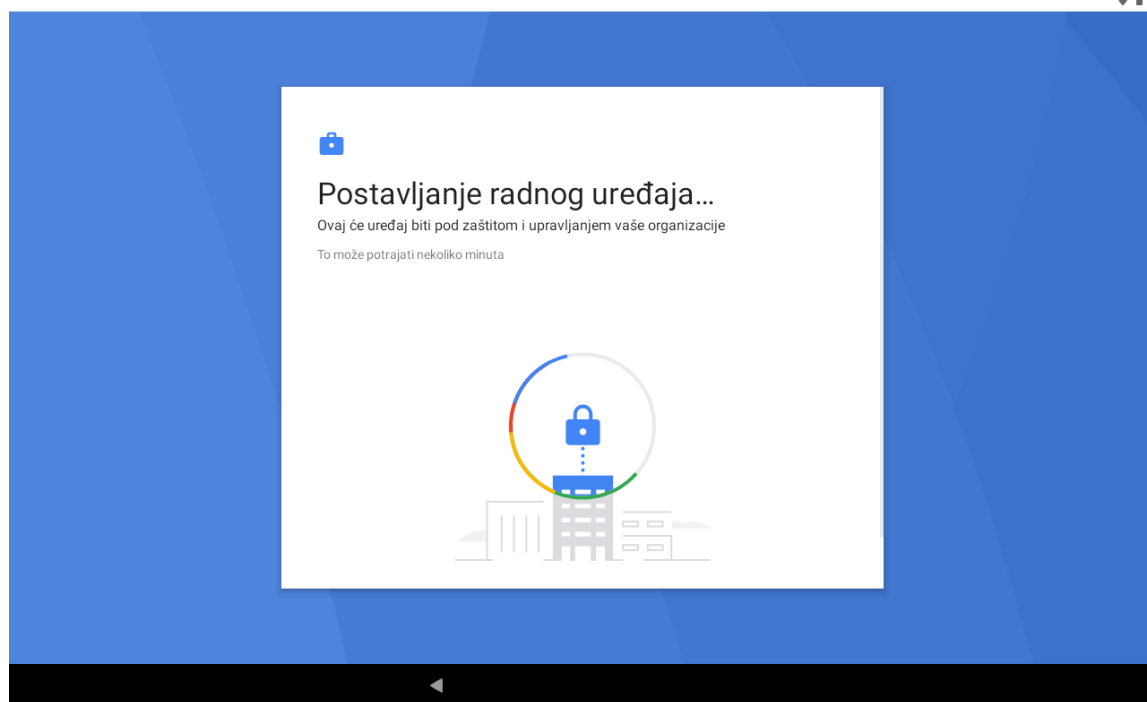 Postavljanje radnog uređaja...
Ovaj će uređaj biti pod zaštitom i upravljanjem vaše organizacije
To može potrajati nekoliko minuta